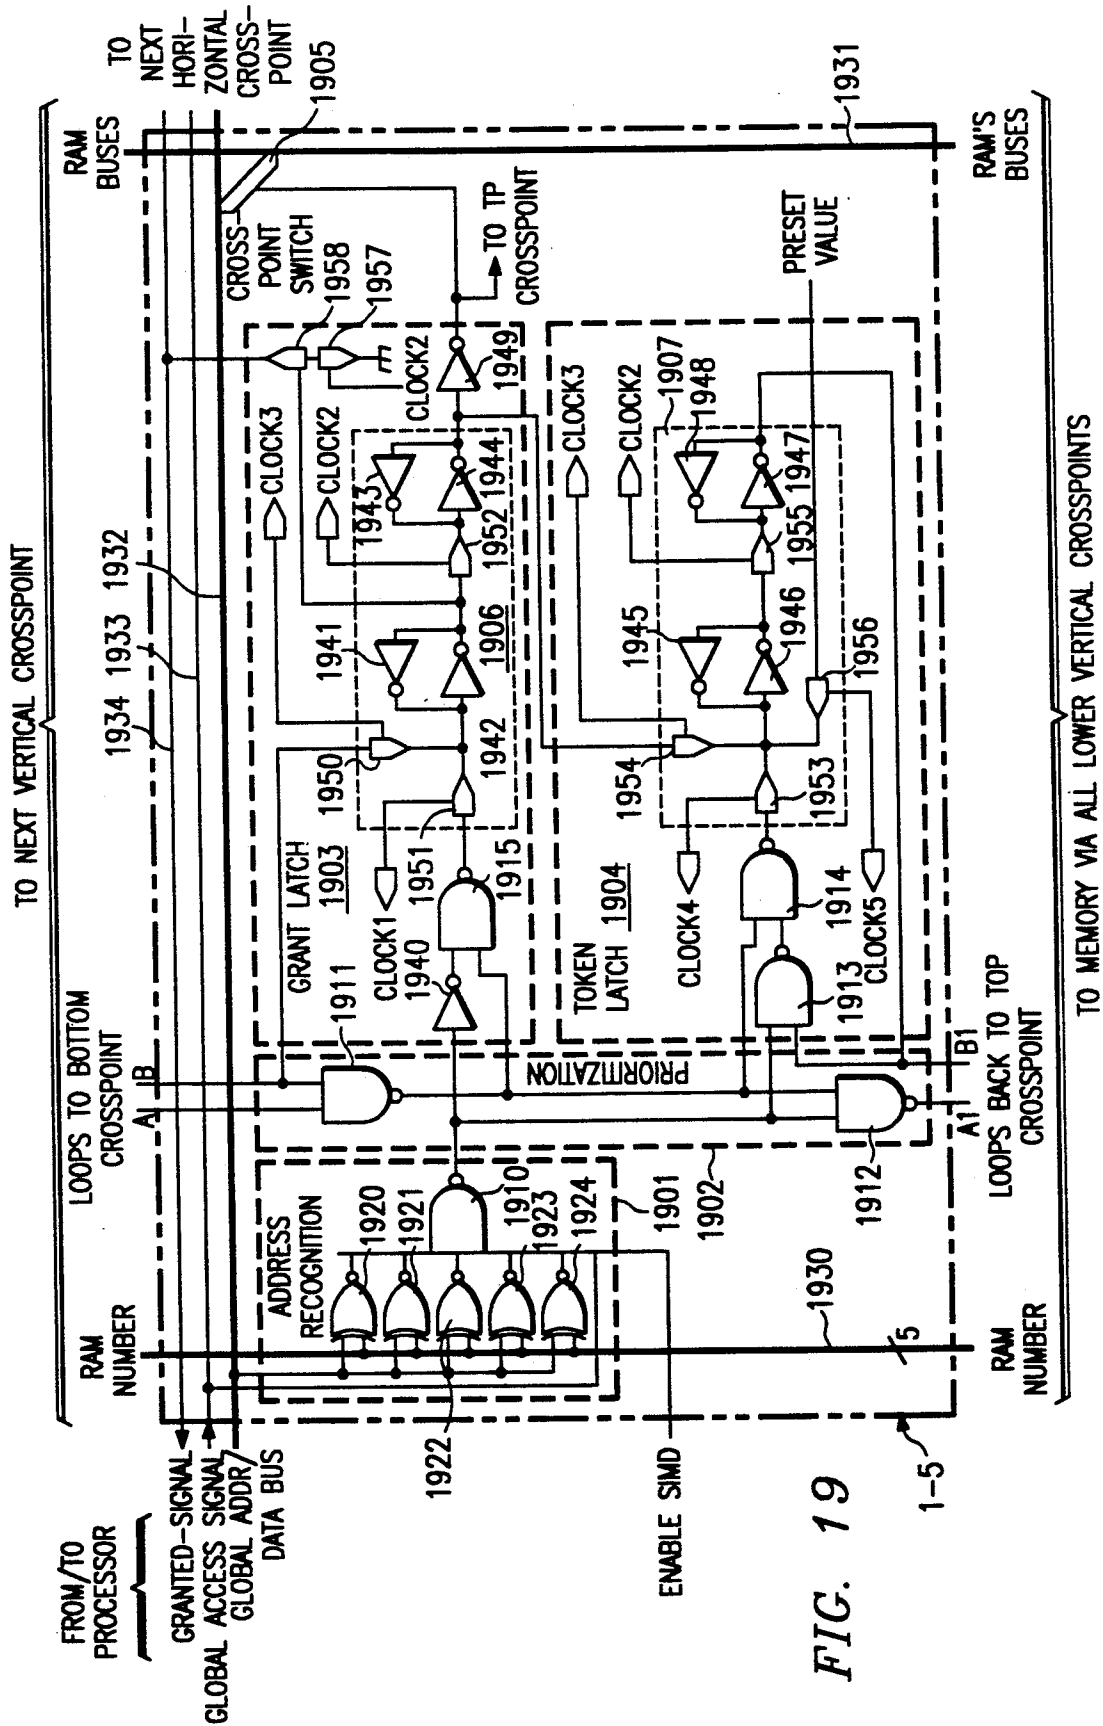 TO NEXT VERTICAL CROSSPOINT
FROM/TO
PROCESSOR
GRANTED-SIGNAL
GLOBAL ACCESS SIGNAL
GLOBAL ADDR/
DATA BUS
RAM
NUMBER
LOOPS TO BOTTOM
CROSSPOINT
A
B
1934
1933
1932
RAM
BUSES
TO
NEXT
HORI-
ZONTAL
CROSS-
POINT
1905
CROSS-
POINT
SWITCH
1958
1957
ADDRESS
RECOGNITION
1920
1921
1910
1923
1924
1922
1901
1902
1911
PRIORITIZATION
1912
GRANT LATCH
1903
CLOCK1
1940
1915
1951
1950
1942
1941
1906
1943
1944
1952
CLOCK3
CLOCK2
CLOCK2
1949
TO TP
CROSSPOINT
TOKEN
LATCH
1904
CLOCK4
1913
1914
CLOCK5
1953
1954
1945
1946
1956
1955
1947
1948
1907
CLOCK3
CLOCK2
PRESET
VALUE
ENABLE SIMD
1930
5
1931
1-5
RAM
NUMBER
A1
B1
LOOPS BACK TO TOP
CROSSPOINT
RAM'S
BUSES
TO MEMORY VIA ALL LOWER VERTICAL CROSSPOINTS
FIG. 19